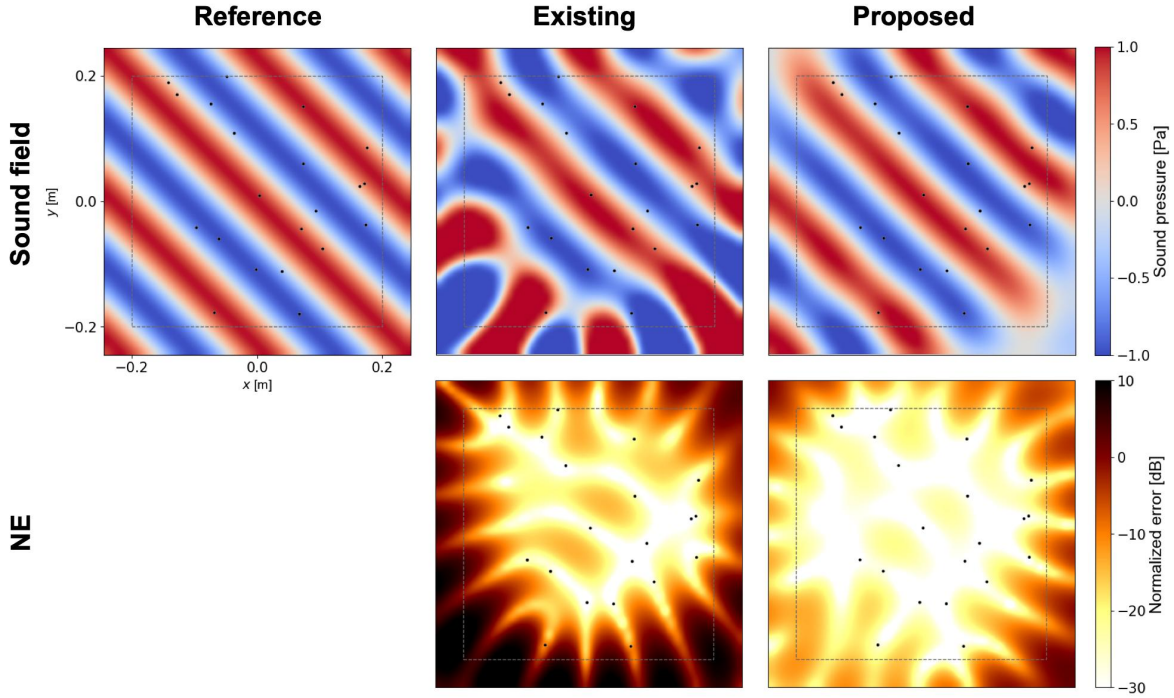 Reference
Existing
Proposed
Sound field
0.2
0.0
−0.2
y [m]
−0.2
0.0
0.2
x [m]
1.0
0.5
0.0
−0.5
−1.0
Sound pressure [Pa]
NE
10
0
−10
−20
−30
Normalized error [dB]